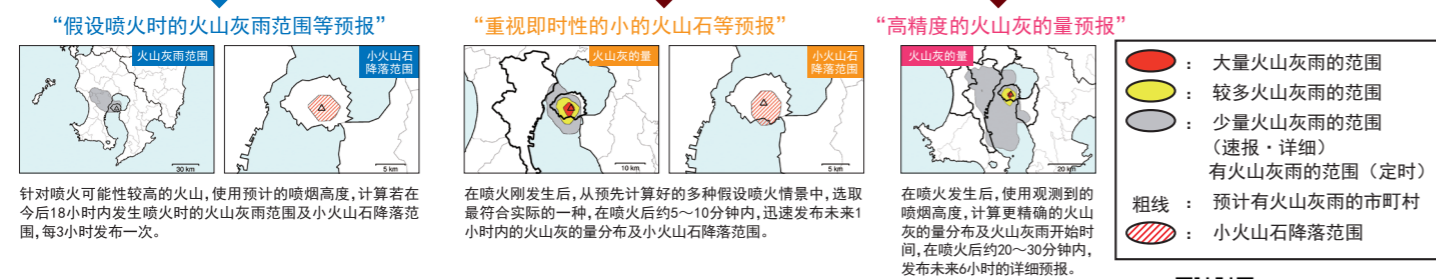 “假设喷火时的火山灰雨范围等预报”
火山灰雨范围
30 km
小火山石
降落范围
5 km
针对喷火可能性较高的火山,使用预计的喷烟高度,计算若在
今后18小时内发生喷火时的火山灰雨范围及小火山石降落范
围,每3小时发布一次。
“重视即时性的小的火山石等预报”
火山灰的量
10 km
小火山石
降落范围
5 km
在喷火刚发生后,从预先计算好的多种假设喷火情景中,选取
最符合实际的一种,在喷火后约5～10分钟内,迅速发布未来1
小时内的火山灰的量分布及小火山石降落范围。
“高精度的火山灰的量预报”
火山灰的量
20 km
在喷火发生后,使用观测到的
喷烟高度,计算更精确的火山
灰的量分布及火山灰雨开始时
间,在喷火后约20～30分钟内,
发布未来6小时的详细预报。
： 大量火山灰雨的范围
： 较多火山灰雨的范围
： 少量火山灰雨的范围
（速报・详细）
有火山灰雨的范围（定时）
粗线 ： 预计有火山灰雨的市町村
： 小火山石降落范围